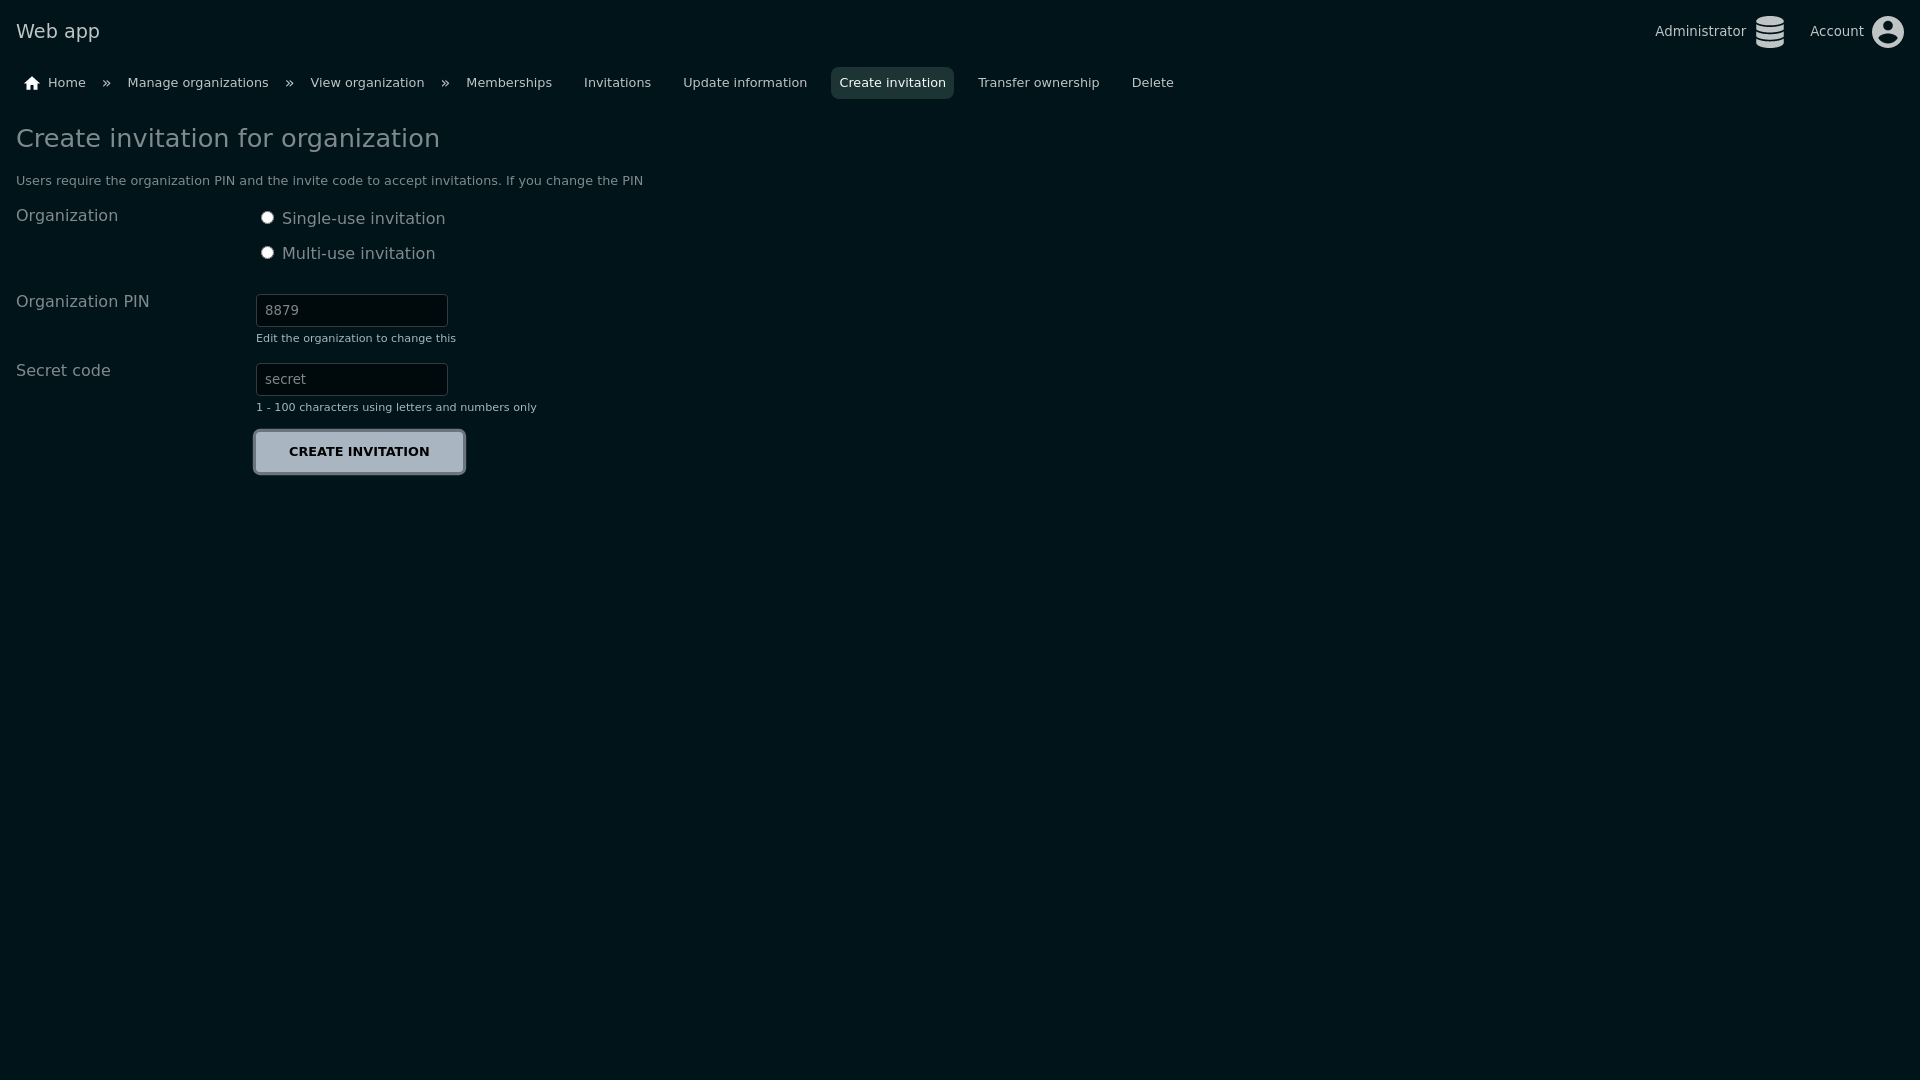 Web app
Administrator
Account
Home » Manage organizations » View organization » Memberships Invitations Update information Create invitation Transfer ownership Delete
Create invitation for organization
Users require the organization PIN and the invite code to accept invitations. If you change the PIN
Organization
Single-use invitation
Multi-use invitation
Organization PIN
8879
Edit the organization to change this
Secret code
secret
1 - 100 characters using letters and numbers only
CREATE INVITATION